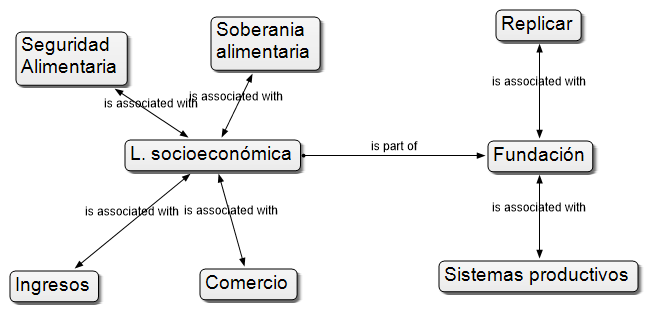 Seguridad
Alimentaria
Soberania
alimentaria
Replicar
is associated with
is associated with
is associated with
L. socioeconómica
is part of
Fundación
is associated with
is associated with
is associated with
Ingresos
Comercio
Sistemas productivos